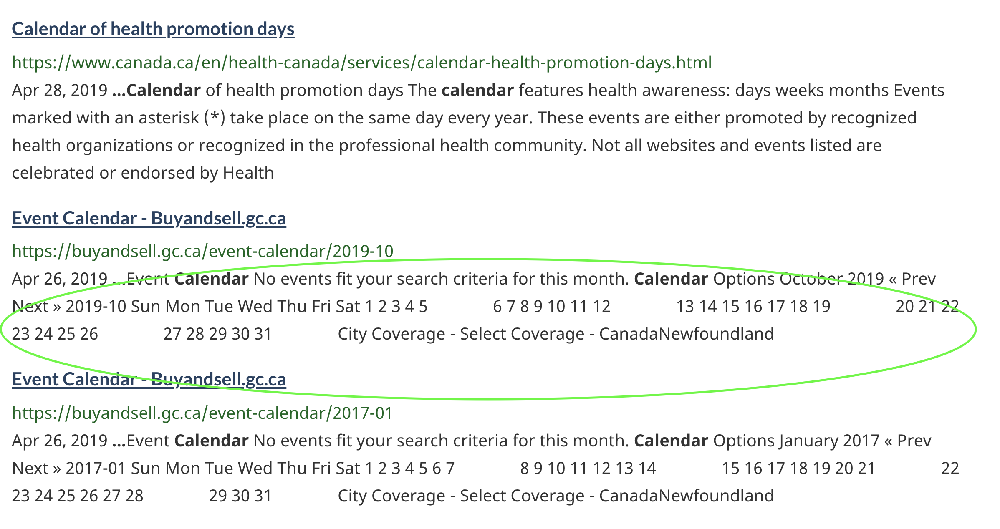 Calendar of health promotion days
https://www.canada.ca/en/health-canada/services/calendar-health-promotion-days.html
Apr 28, 2019 ...Calendar of health promotion days The calendar features health awareness: days weeks months Events
marked with an asterisk (*) take place on the same day every year. These events are either promoted by recognized
health organizations or recognized in the professional health community. Not all websites and events listed are
celebrated or endorsed by Health
Event Calendar - Buyandsell.gc.ca
https://buyandsell.gc.ca/event-calendar/2019-10
Apr 26, 2019 ...Event Calendar No events fit your search criteria for this month. Calendar Options October 2019 « Prev
Next » 2019-10 Sun Mon Tue Wed Thu Fri Sat 1 2 3 4 5 6 7 8 9 10 11 12 13 14 15 16 17 18 19 20 21 22
23 24 25 26 27 28 29 30 31 City Coverage - Select Coverage - CanadaNewfoundland
Event Calendar - Buyandsell.gc.ca
https://buyandsell.gc.ca/event-calendar/2017-01
Apr 26, 2019 ...Event Calendar No events fit your search criteria for this month. Calendar Options January 2017 « Prev
Next » 2017-01 Sun Mon Tue Wed Thu Fri Sat 1 2 3 4 5 6 7 8 9 10 11 12 13 14 15 16 17 18 19 20 21 22
23 24 25 26 27 28 29 30 31 City Coverage - Select Coverage - CanadaNewfoundland